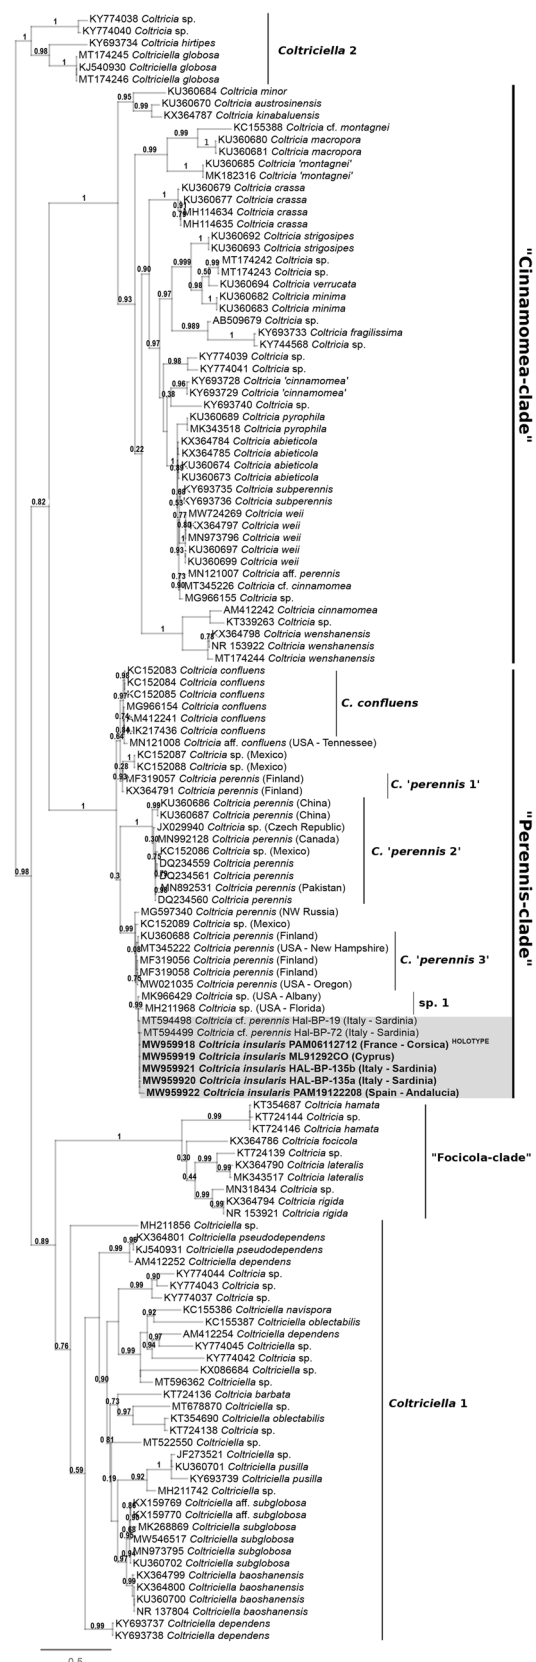 KY774038 Coltricia sp.
KY774040 Coltricia sp.
KY693734 Coltricia hirtipes
MT174245 Coltriciella globosa
KJ540930 Coltriciella globosa
MT174246 Coltriciella globosa
Coltriciella 2
KU360684 Coltricia minor
KU360670 Coltricia austrosinensis
KX364787 Coltricia kinabaluensis
KC155388 Coltricia cf. montagnei
KU360680 Coltricia macropora
KU360681 Coltricia macropora
KU360685 Coltricia 'montagnei'
MK182316 Coltricia 'montagnei'
KU360679 Coltricia crassa
KU360677 Coltricia crassa
MH114634 Coltricia crassa
MH114635 Coltricia crassa
KU360692 Coltricia strigosipes
KU360693 Coltricia strigosipes
MT174242 Coltricia sp.
MT174243 Coltricia sp.
KU360694 Coltricia verrucata
KU360682 Coltricia minima
KU360683 Coltricia minima
AB509679 Coltricia sp.
KY693733 Coltricia fragilissima
KY744568 Coltricia sp.
KY774039 Coltricia sp.
KY774041 Coltricia sp.
KY693728 Coltricia 'cinnamomea'
KY693729 Coltricia 'cinnamomea'
KY693740 Coltricia sp.
KU360689 Coltricia pyrophila
MK343518 Coltricia pyrophila
KX364784 Coltricia abieticola
KX364785 Coltricia abieticola
KU360674 Coltricia abieticola
KU360673 Coltricia abieticola
KY693735 Coltricia subperennis
KY693736 Coltricia subperennis
MW724269 Coltricia weii
KX364797 Coltricia weii
MN973796 Coltricia weii
KU360697 Coltricia weii
KU360699 Coltricia weii
MN121007 Coltricia aff. perennis
MT345226 Coltricia cf. cinnamomea
MG966155 Coltricia sp.
AM412242 Coltricia cinnamomea
KT339263 Coltricia sp.
KX364798 Coltricia wenshanensis
NR 153922 Coltricia wenshanensis
MT174244 Coltricia wenshanensis
"Cinnamomea-clade"
KC152083 Coltricia confluens
KC152084 Coltricia confluens
KC152085 Coltricia confluens
MG966154 Coltricia confluens
AM412241 Coltricia confluens
MK217436 Coltricia confluens
C. confluens
MN121008 Coltricia aff. confluens (USA - Tennessee)
KC152087 Coltricia sp. (Mexico)
KC152088 Coltricia sp. (Mexico)
MF319057 Coltricia perennis (Finland)
KX364791 Coltricia perennis (Finland)
C. 'perennis 1'
KU360686 Coltricia perennis (China)
KU360687 Coltricia perennis (China)
JX029940 Coltricia sp. (Czech Republic)
MN992128 Coltricia perennis (Canada)
KC152086 Coltricia sp. (Mexico)
DQ234559 Coltricia perennis
DQ234561 Coltricia perennis
MN892531 Coltricia perennis (Pakistan)
DQ234560 Coltricia perennis
C. 'perennis 2'
MG597340 Coltricia perennis (NW Russia)
KC152089 Coltricia sp. (Mexico)
KU360688 Coltricia perennis (Finland)
MT345222 Coltricia perennis (USA - New Hampshire)
MF319056 Coltricia perennis (Finland)
MF319058 Coltricia perennis (Finland)
MW021035 Coltricia perennis (USA - Oregon)
C. 'perennis 3'
MK966429 Coltricia sp. (USA - Albany)
MH211968 Coltricia sp. (USA - Florida)
sp. 1
MT594498 Coltricia cf. perennis Hal-BP-19 (Italy - Sardinia)
MT594499 Coltricia cf. perennis Hal-BP-72 (Italy - Sardinia)
MW959918 Coltricia insularis PAM06112712 (France - Corsica) HOLOTYPE
MW959919 Coltricia insularis ML91292CO (Cyprus)
MW959921 Coltricia insularis HAL-BP-135b (Italy - Sardinia)
MW959920 Coltricia insularis HAL-BP-135a (Italy - Sardinia)
MW959922 Coltricia insularis PAM19122208 (Spain - Andalucia)
"Perennis-clade"
KT354687 Coltricia hamata
KT724144 Coltricia sp.
KT724146 Coltricia hamata
KX364786 Coltricia focicola
KT724139 Coltricia sp.
KX364790 Coltricia lateralis
MK343517 Coltricia lateralis
MN318434 Coltricia sp.
KX364794 Coltricia rigida
NR 153921 Coltricia rigida
"Focicola-clade"
MH211856 Coltriciella sp.
KX364801 Coltriciella pseudodependens
KJ540931 Coltriciella pseudodependens
AM412252 Coltriciella dependens
KY774044 Coltricia sp.
KY774043 Coltricia sp.
KY774037 Coltricia sp.
KC155386 Coltriciella navispora
KC155387 Coltriciella oblectabilis
AM412254 Coltriciella dependens
KY774045 Coltriciella sp.
KY774042 Coltricia sp.
KX086684 Coltriciella sp.
MT596362 Coltriciella sp.
KT724136 Coltricia barbata
MT678870 Coltriciella sp.
KT354690 Coltriciella oblectabilis
KT724138 Coltricia sp.
MT522550 Coltriciella sp.
JF273521 Coltriciella sp.
KU360701 Coltriciella pusilla
KY693739 Coltriciella pusilla
MH211742 Coltriciella sp.
KX159769 Coltriciella aff. subglobosa
KX159770 Coltriciella aff. subglobosa
MK268869 Coltriciella subglobosa
MW546517 Coltriciella subglobosa
MN973795 Coltriciella subglobosa
KU360702 Coltriciella subglobosa
KX364799 Coltriciella baoshanensis
KX364800 Coltriciella baoshanensis
KU360700 Coltriciella baoshanensis
NR 137804 Coltriciella baoshanensis
KY693737 Coltriciella dependens
KY693738 Coltriciella dependens
Coltriciella 1
0.5